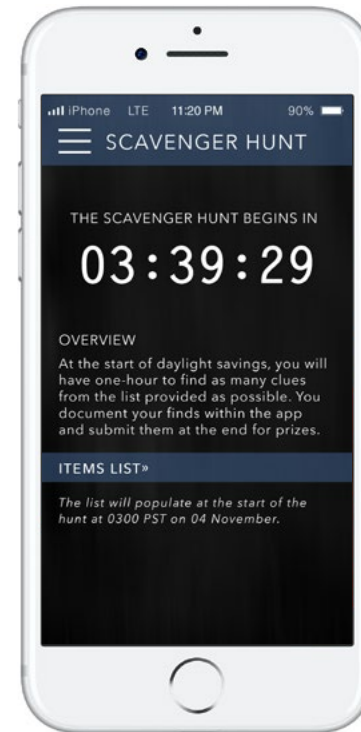 iPhone LTE 11:20 PM 90%
SCAVENGER HUNT
THE SCAVENGER HUNT BEGINS IN
03:39:29
OVERVIEW
At the start of daylight savings, you will
have one-hour to find as many clues
from the list provided as possible. You
document your finds within the app
and submit them at the end for prizes.
ITEMS LIST»
The list will populate at the start of the
hunt at 0300 PST on 04 November.